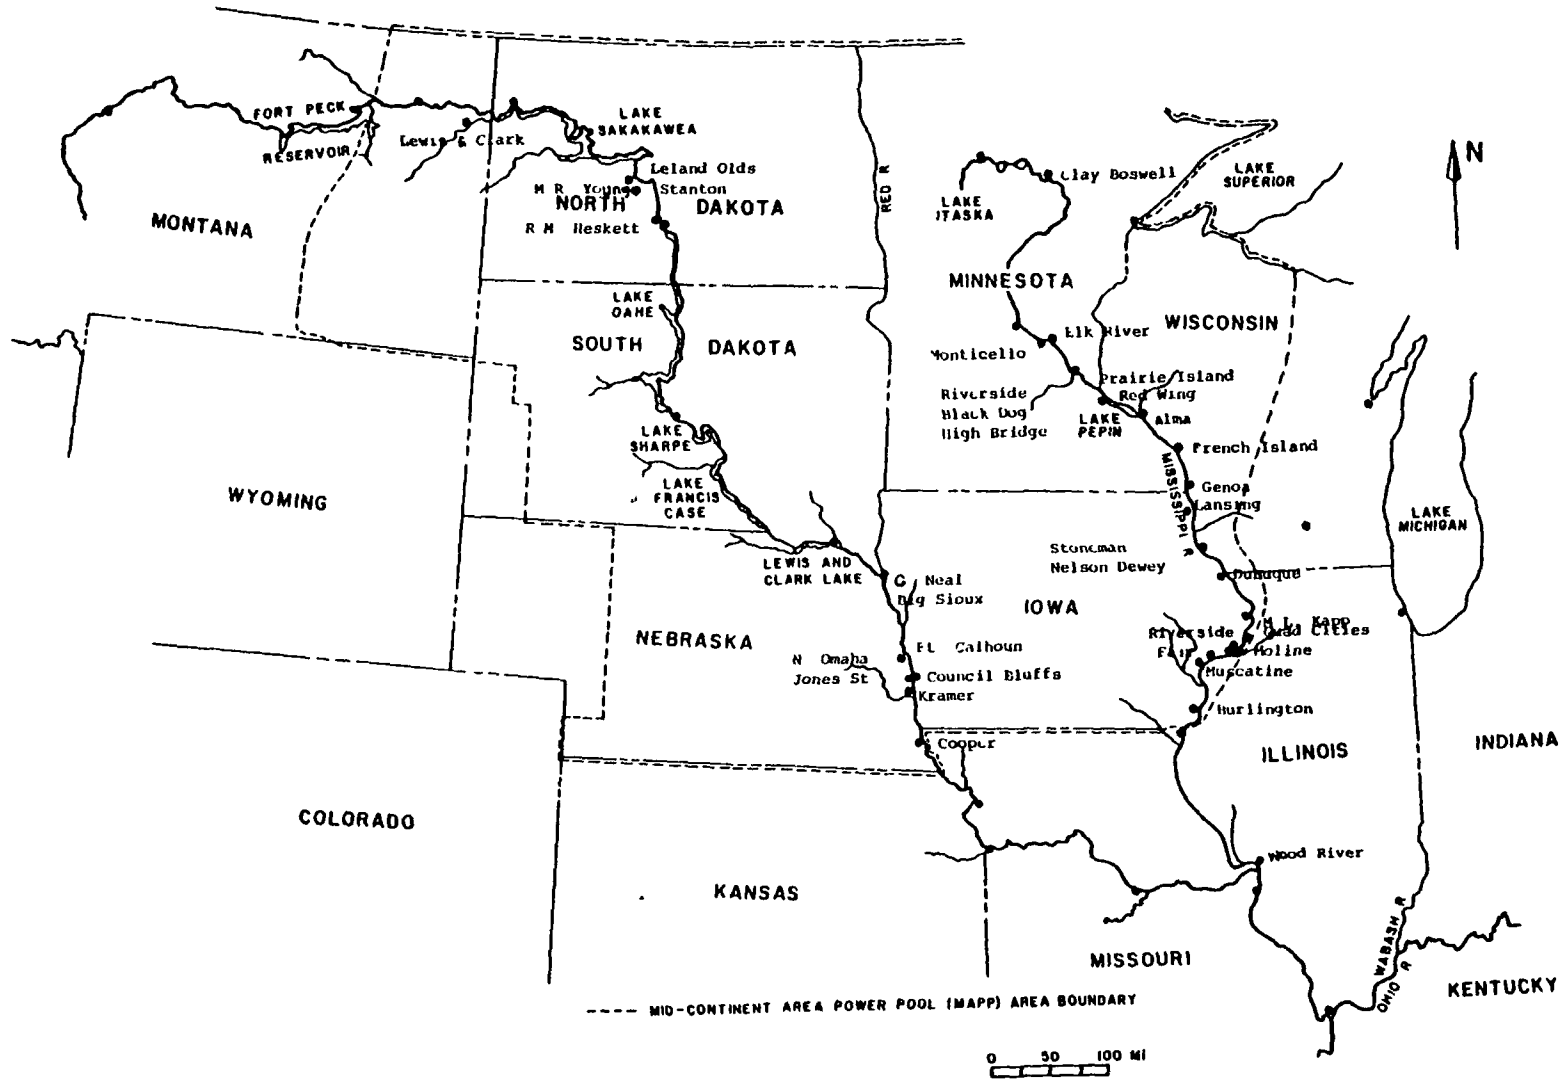 FORT PECK
RESERVOIR
Lewis & Clark
LAKE
SAKAKAWEA
Leland Olds
M R Young
Stanton
NORTH DAKOTA
R M Heskett
MONTANA
RED R
LAKE
ITASKA
Clay Boswell
LAKE
SUPERIOR
N
MINNESOTA
WISCONSIN
LAKE
OAHE
SOUTH DAKOTA
Elk River
Monticello
Prairie Island
Riverside
Black Dog
High Bridge
Red Wing
LAKE
PEPIN
Alma
French Island
LAKE
SHARPE
MISSISSIPPI R
Genoa
Lansing
LAKE
FRANCIS
CASE
WYOMING
LAKE
MICHIGAN
LEWIS AND
CLARK LAKE
Stoneman
Nelson Dewey
Dubuque
G Neal
Big Sioux
IOWA
M L. Kapp
Riverside
Quad Cities
Fair
Moline
Muscatine
NEBRASKA
Ft Calhoun
N Omaha
Jones St
Council Bluffs
Kramer
Burlington
Cooper
ILLINOIS
INDIANA
COLORADO
Wood River
KANSAS
MISSOURI
WABASH R
OHIO R
KENTUCKY
MID-CONTINENT AREA POWER POOL (MAPP) AREA BOUNDARY
0 50 100 MI